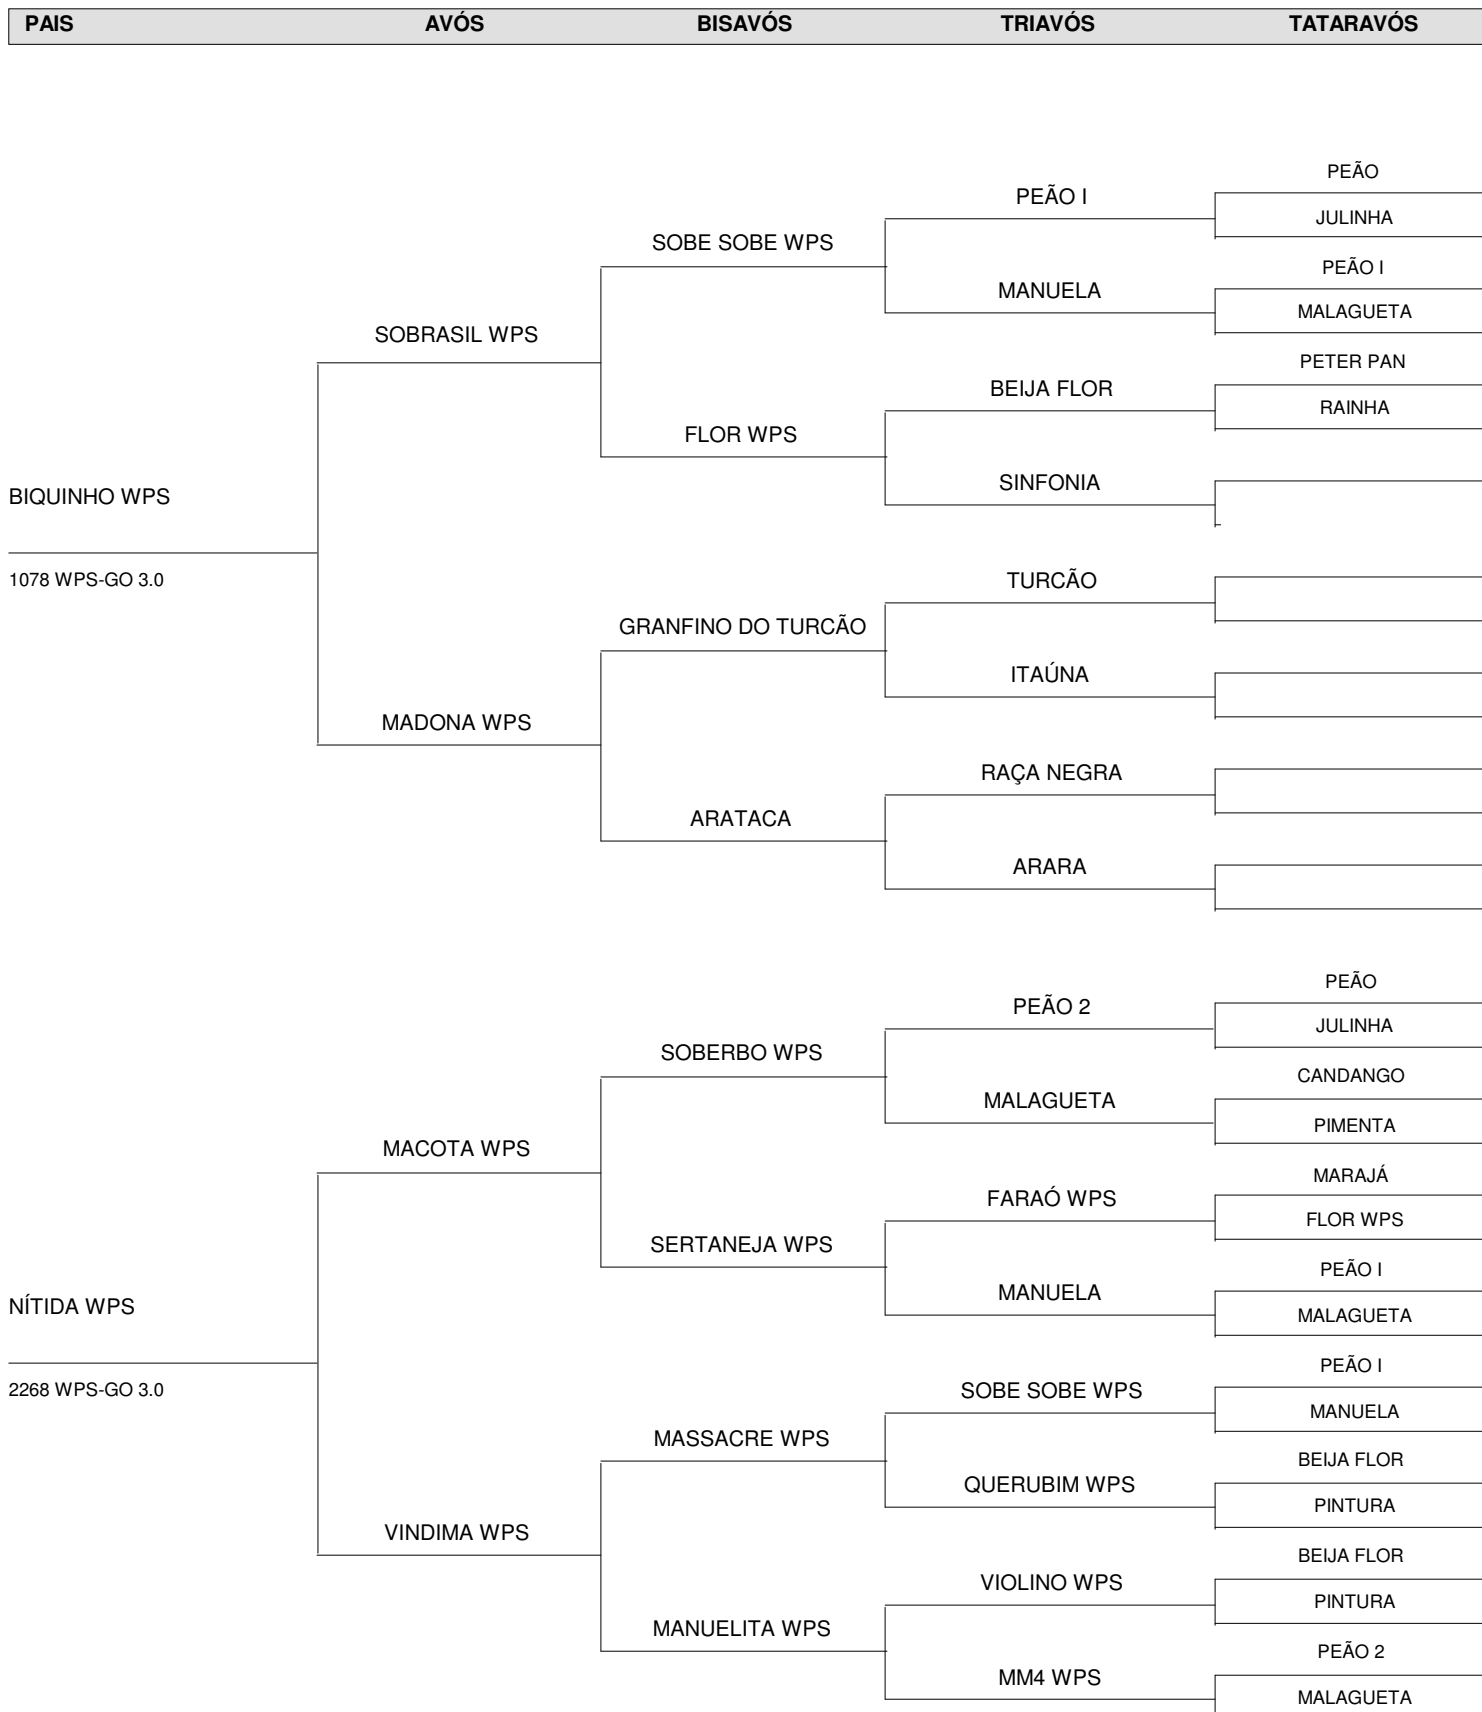 PAIS AVÓS BISAVÓS TRIAVÓS TATARAVÓS
PEÃO
PEÃO I
JULINHA
SOBE SOBE WPS
PEÃO I
MANUELA
MALAGUETA
SOBRASIL WPS
PETER PAN
BEIJA FLOR
RAINHA
FLOR WPS
SINFONIA
BIQUINHO WPS
1078 WPS-GO 3.0
TURCÃO
GRANFINO DO TURCÃO
ITAÚNA
MADONA WPS
RAÇA NEGRA
ARATACA
ARARA
PEÃO
PEÃO 2
JULINHA
SOBERBO WPS
CANDANGO
MALAGUETA
PIMENTA
MACOTA WPS
MARAJÁ
FARAÓ WPS
FLOR WPS
SERTANEJA WPS
PEÃO I
MANUELA
NÍTIDA WPS
MALAGUETA
PEÃO I
2268 WPS-GO 3.0
SOBE SOBE WPS
MANUELA
MASSACRE WPS
BEIJA FLOR
QUERUBIM WPS
PINTURA
VINDIMA WPS
BEIJA FLOR
VIOLINO WPS
PINTURA
MANUELITA WPS
PEÃO 2
MM4 WPS
MALAGUETA